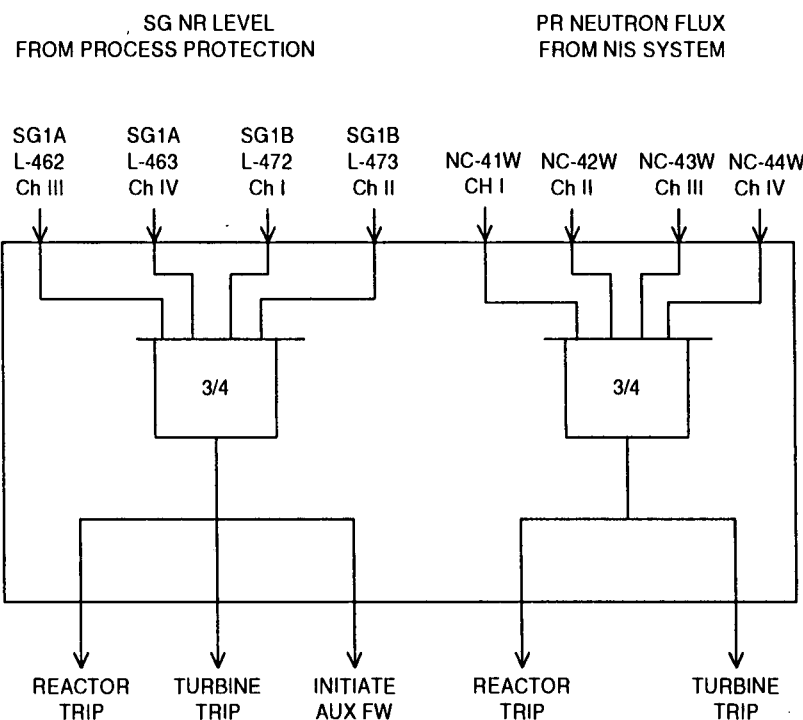 SG NR LEVEL
FROM PROCESS PROTECTION
PR NEUTRON FLUX
FROM NIS SYSTEM
SG1A
L-462
Ch III
SG1A
L-463
Ch IV
SG1B
L-472
Ch I
SG1B
L-473
Ch II
NC-41W
CH I
NC-42W
Ch II
NC-43W
Ch III
NC-44W
Ch IV
3/4
3/4
REACTOR
TRIP
TURBINE
TRIP
INITIATE
AUX FW
REACTOR
TRIP
TURBINE
TRIP